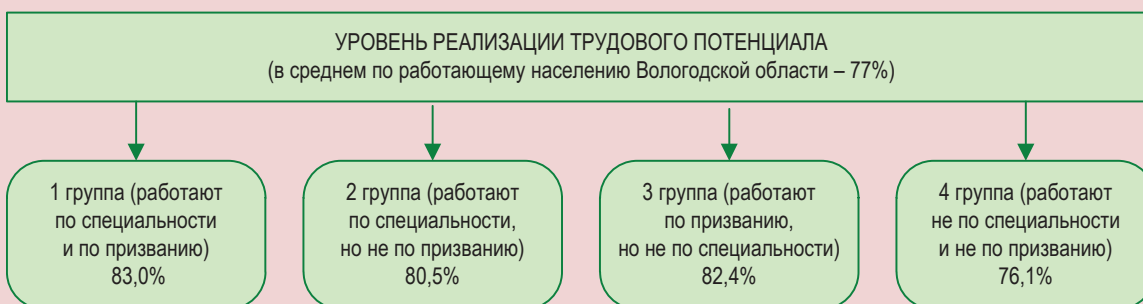 УРОВЕНЬ РЕАЛИЗАЦИИ ТРУДОВОГО ПОТЕНЦИАЛА
(в среднем по работающему населению Вологодской области – 77%)
1 группа (работают
по специальности
и по призванию)
83,0%
2 группа (работают
по специальности,
но не по призванию)
80,5%
3 группа (работают
по призванию,
но не по специальности)
82,4%
4 группа (работают
не по специальности
и не по призванию)
76,1%